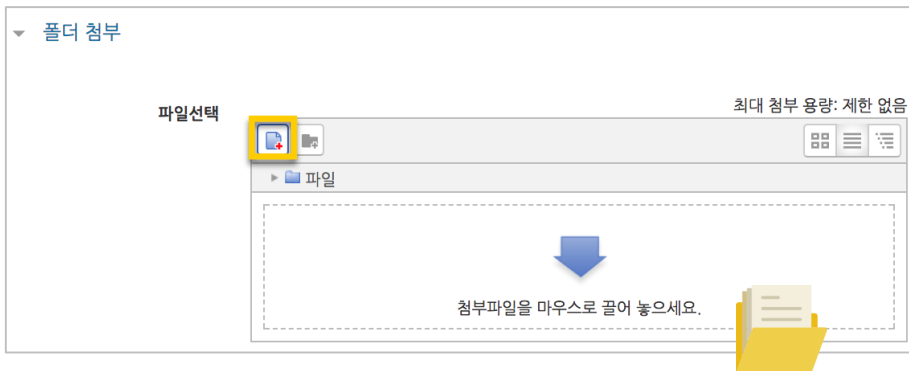 폴더 첨부
최대 첨부 용량: 제한 없음
파일선택
파일
첨부파일을 마우스로 끌어 놓으세요.